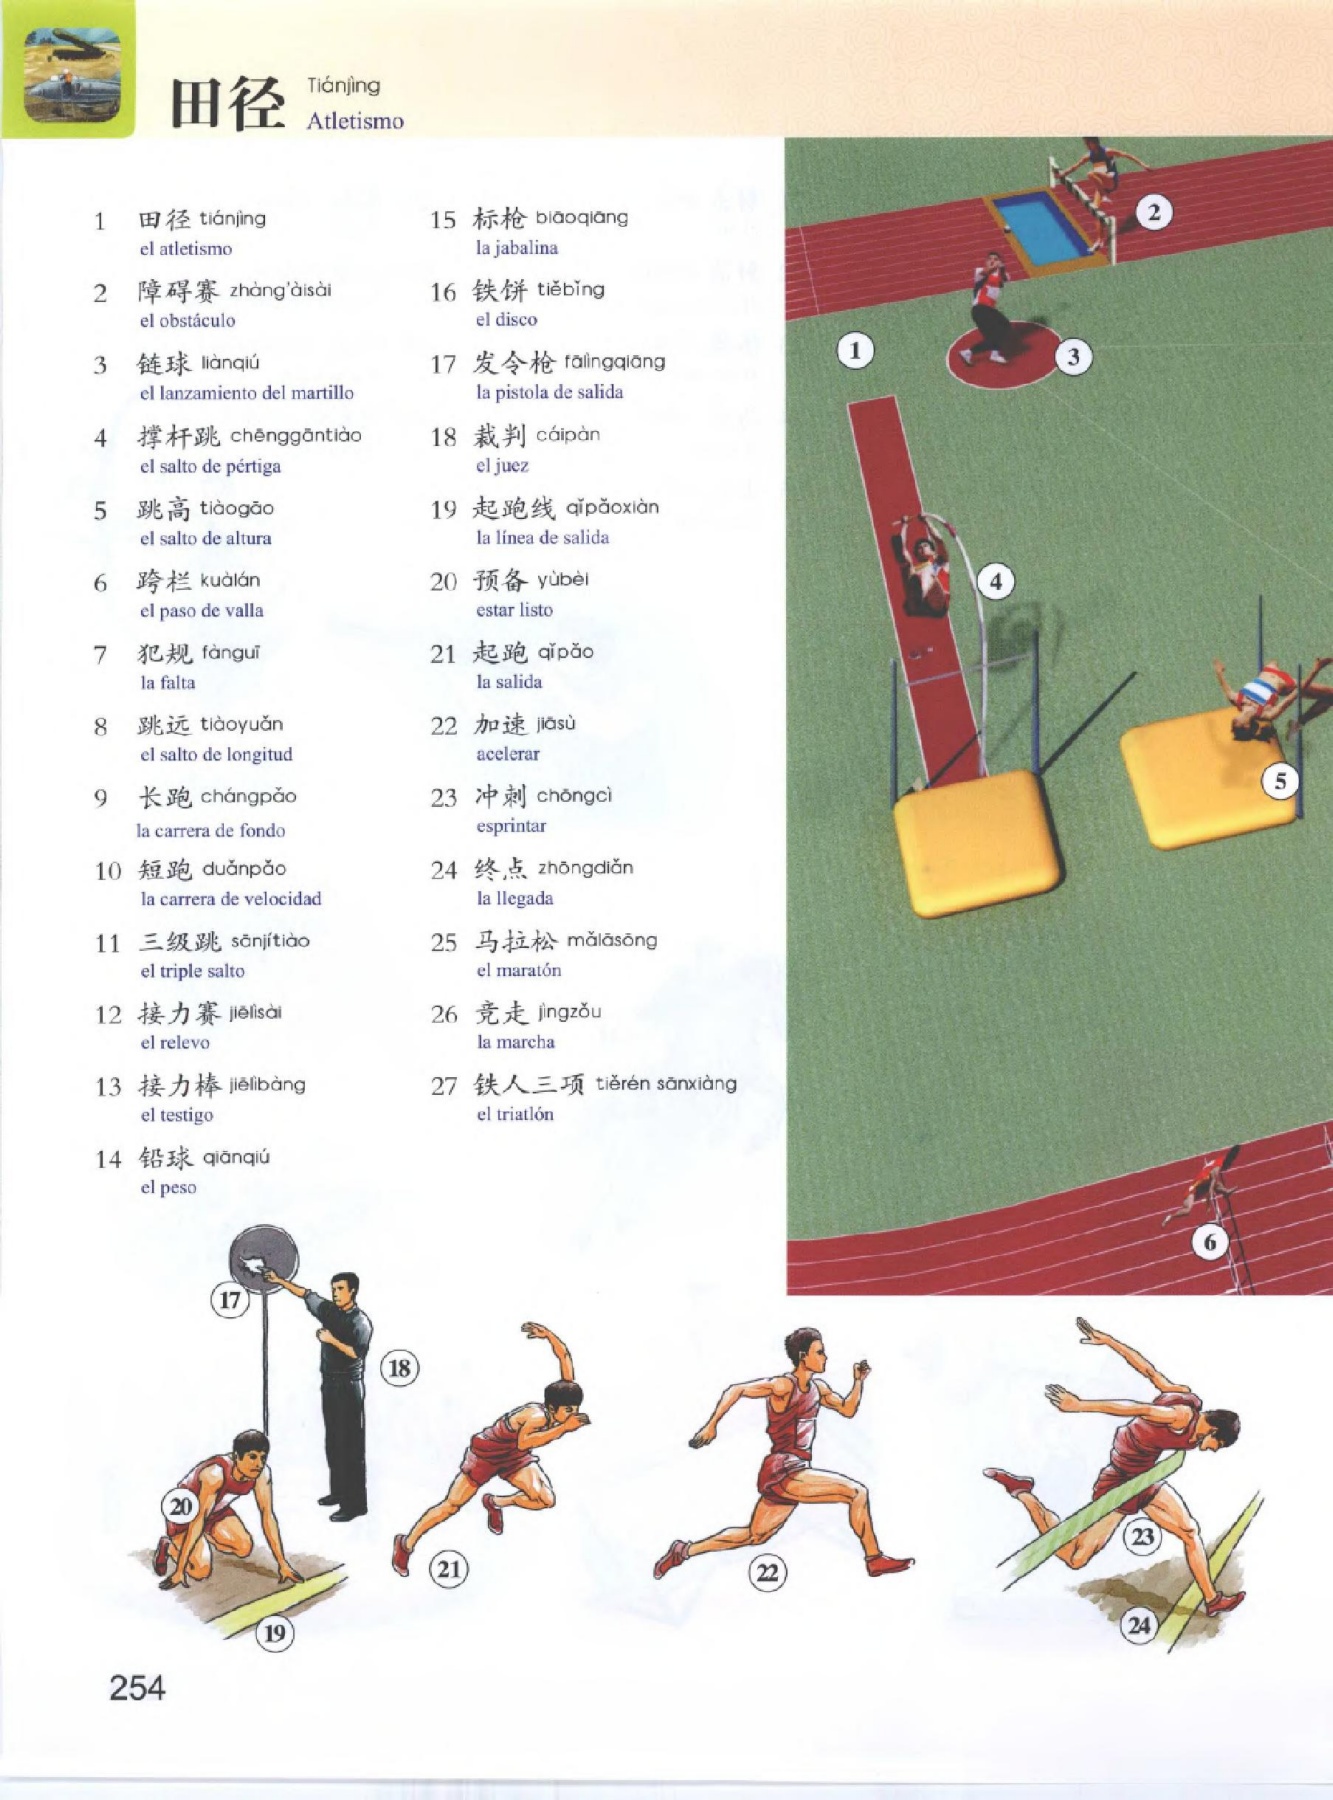 田径 Tiánjìng
Atletismo
1 田径 tiánjìng
el atletismo
2 障碍赛 zhàng'àisài
el obstáculo
3 链球 liànqiú
el lanzamiento del martillo
4 撑杆跳 chēnggāntiào
el salto de pértiga
5 跳高 tiàogāo
el salto de altura
6 跨栏 kuàlán
el paso de valla
7 犯规 fànguī
la falta
8 跳远 tiàoyuǎn
el salto de longitud
9 长跑 chángpǎo
la carrera de fondo
10 短跑 duǎnpǎo
la carrera de velocidad
11 三级跳 sānjítiào
el triple salto
12 接力赛 jiēlìsài
el relevo
13 接力棒 jiēlìbàng
el testigo
14 铅球 qiānqiú
el peso
15 标枪 biāoqiāng
la jabalina
16 铁饼 tiěbǐng
el disco
17 发令枪 fālìngqiāng
la pistola de salida
18 裁判 cáipàn
el juez
19 起跑线 qǐpǎoxiàn
la línea de salida
20 预备 yùbèi
estar listo
21 起跑 qǐpǎo
la salida
22 加速 jiāsù
acelerar
23 冲刺 chōngcì
esprintar
24 终点 zhōngdiǎn
la llegada
25 马拉松 mǎlāsōng
el maratón
26 竞走 jìngzǒu
la marcha
27 铁人三项 tiěrén sānxiàng
el triatlón
2
1
3
4
5
6
17
18
20
21
22
23
19
24
254